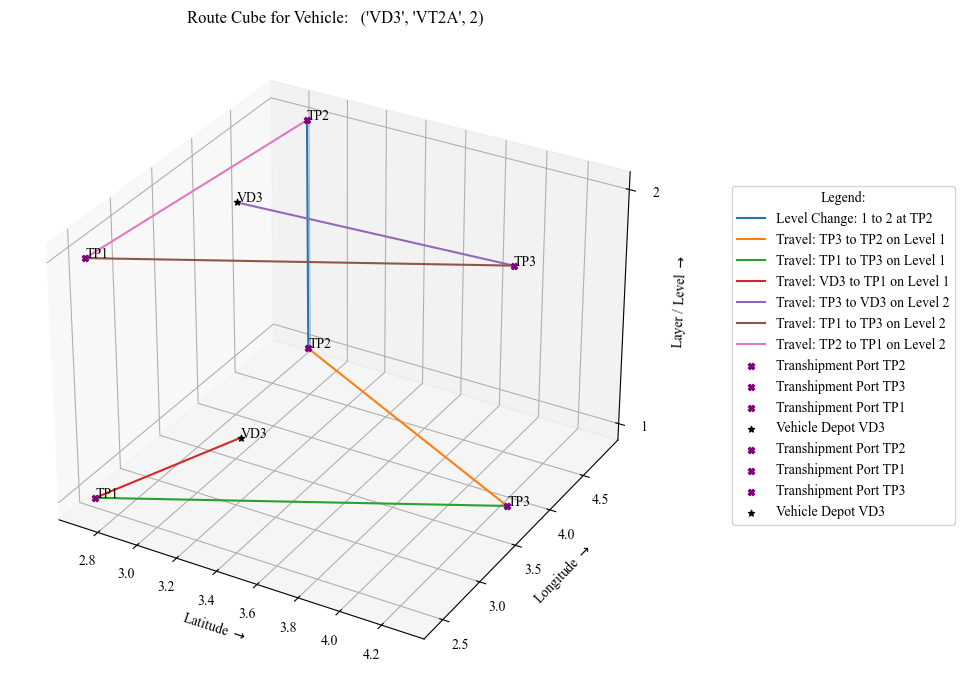 Route Cube for Vehicle: ('VD3', 'VT2A', 2)
TP2
VD3
TP1
TP3
TP2
VD3
TP1
TP3
2
1
Layer / Level →
2.8
3.0
3.2
3.4
3.6
3.8
4.0
4.2
Latitude →
2.5
3.0
3.5
4.0
4.5
Longitude →
Legend:
Level Change: 1 to 2 at TP2
Travel: TP3 to TP2 on Level 1
Travel: TP1 to TP3 on Level 1
Travel: VD3 to TP1 on Level 1
Travel: TP3 to VD3 on Level 2
Travel: TP1 to TP3 on Level 2
Travel: TP2 to TP1 on Level 2
Transhipment Port TP2
Transhipment Port TP3
Transhipment Port TP1
Vehicle Depot VD3
Transhipment Port TP2
Transhipment Port TP1
Transhipment Port TP3
Vehicle Depot VD3